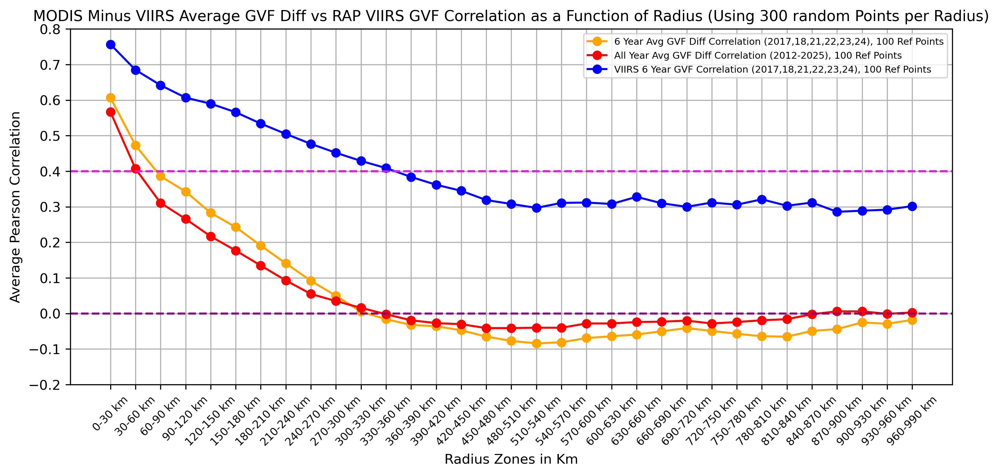 MODIS Minus VIIRS Average GVF Diff vs RAP VIIRS GVF Correlation as a Function of Radius (Using 300 random Points per Radius)
6 Year Avg GVF Diff Correlation (2017,18,21,22,23,24), 100 Ref Points
All Year Avg GVF Diff Correlation (2012-2025), 100 Ref Points
VIIRS 6 Year GVF Correlation (2017,18,21,22,23,24), 100 Ref Points
Average Pearson Correlation
0.8
0.7
0.6
0.5
0.4
0.3
0.2
0.1
0.0
−0.1
−0.2
0-30 km
30-60 km
60-90 km
90-120 km
120-150 km
150-180 km
180-210 km
210-240 km
240-270 km
270-300 km
300-330 km
330-360 km
360-390 km
390-420 km
420-450 km
450-480 km
480-510 km
510-540 km
540-570 km
570-600 km
600-630 km
630-660 km
660-690 km
690-720 km
720-750 km
750-780 km
780-810 km
810-840 km
840-870 km
870-900 km
900-930 km
930-960 km
960-990 km
Radius Zones in Km